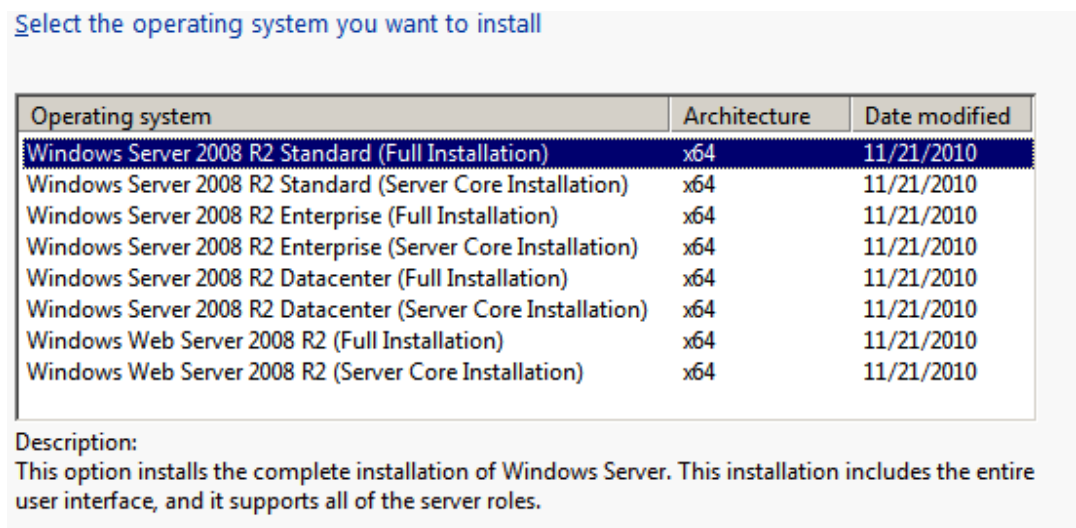 Select the operating system you want to install
Operating system Architecture Date modified
Windows Server 2008 R2 Standard (Full Installation) x64 11/21/2010
Windows Server 2008 R2 Standard (Server Core Installation) x64 11/21/2010
Windows Server 2008 R2 Enterprise (Full Installation) x64 11/21/2010
Windows Server 2008 R2 Enterprise (Server Core Installation) x64 11/21/2010
Windows Server 2008 R2 Datacenter (Full Installation) x64 11/21/2010
Windows Server 2008 R2 Datacenter (Server Core Installation) x64 11/21/2010
Windows Web Server 2008 R2 (Full Installation) x64 11/21/2010
Windows Web Server 2008 R2 (Server Core Installation) x64 11/21/2010
Description:
This option installs the complete installation of Windows Server. This installation includes the entire
user interface, and it supports all of the server roles.